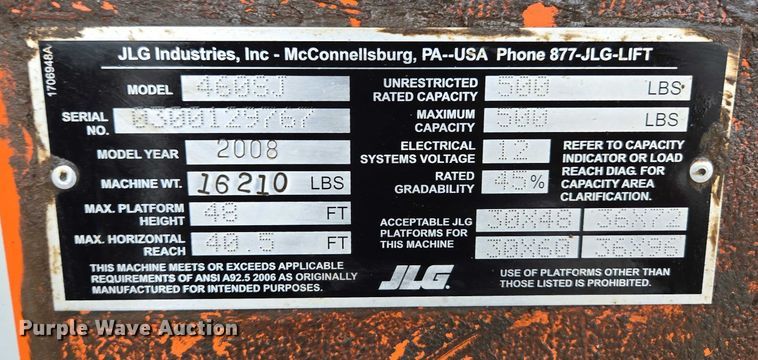 JLG Industries, Inc - McConnellsburg, PA--USA Phone 877-JLG-LIFT
1706948A
MODEL 460SJ
SERIAL NO. 0300129767
MODEL YEAR 2008
MACHINE WT. 16210 LBS
MAX. PLATFORM HEIGHT 48 FT
MAX. HORIZONTAL REACH 40.5 FT
THIS MACHINE MEETS OR EXCEEDS APPLICABLE
REQUIREMENTS OF ANSI A92.5 2006 AS ORIGINALLY
MANUFACTURED FOR INTENDED PURPOSES.
UNRESTRICTED RATED CAPACITY 500 LBS
MAXIMUM CAPACITY 500 LBS
ELECTRICAL SYSTEMS VOLTAGE 12
RATED GRADABILITY 45%
REFER TO CAPACITY
INDICATOR OR LOAD
REACH DIAG. FOR
CAPACITY AREA
CLARIFICATION.
ACCEPTABLE JLG
PLATFORMS FOR
THIS MACHINE
30X48 36X72
30X60 36X96
JLG.
USE OF PLATFORMS OTHER THAN
THOSE LISTED IS PROHIBITED.
Purple Wave Auction